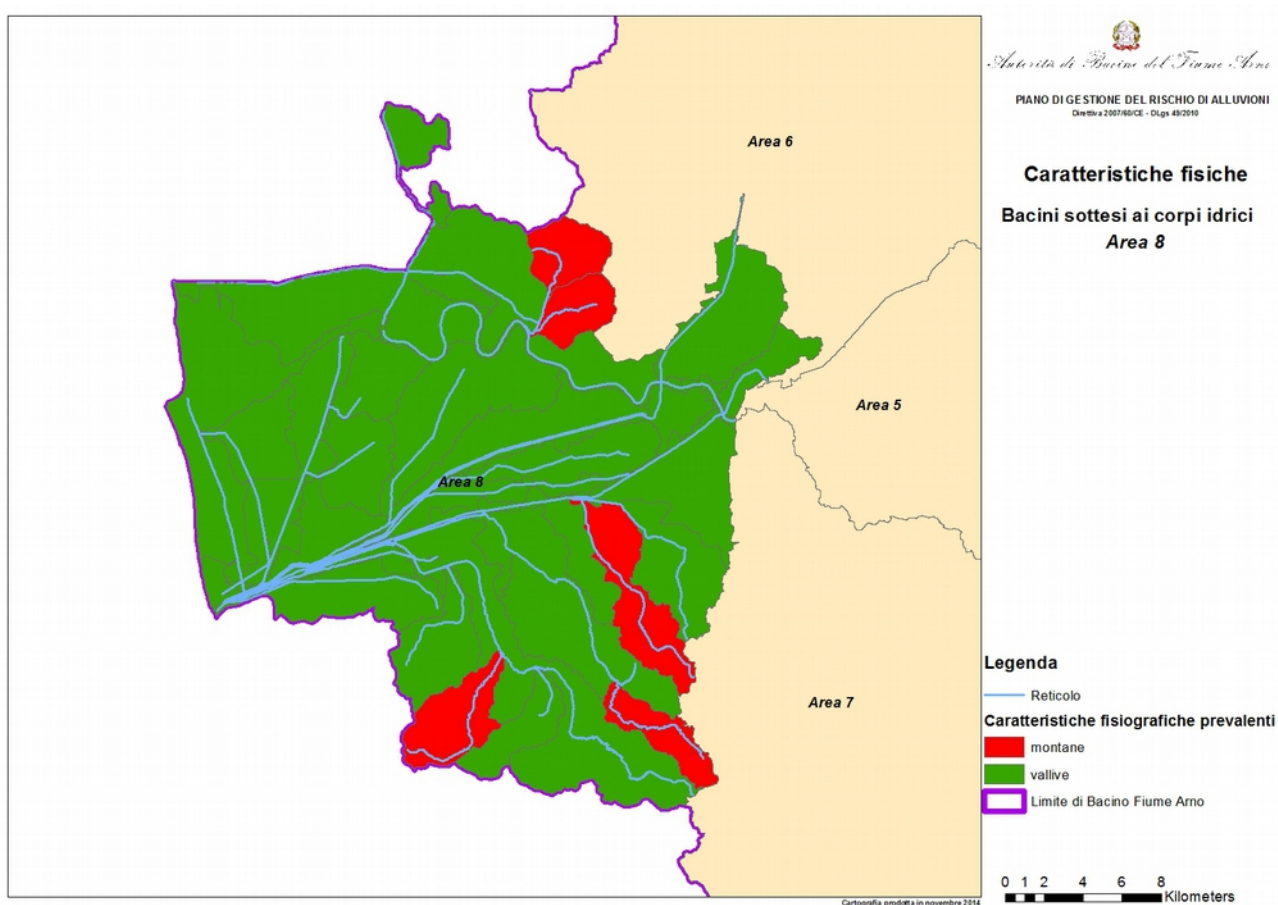 Autorità di Bacino del Fiume Arno
PIANO DI GESTIONE DEL RISCHIO DI ALLUVIONI
Direttiva 2007/60/CE - DLgs 49/2010
Caratteristiche fisiche
Bacini sottesi ai corpi idrici
Area 8
Area 6
Area 5
Area 8
Area 7
Legenda
Reticolo
Caratteristiche fisiografiche prevalenti
montane
vallive
Limite di Bacino Fiume Arno
0 1 2 4 6 8
Kilometers
Cartografia prodotta in novembre 2014